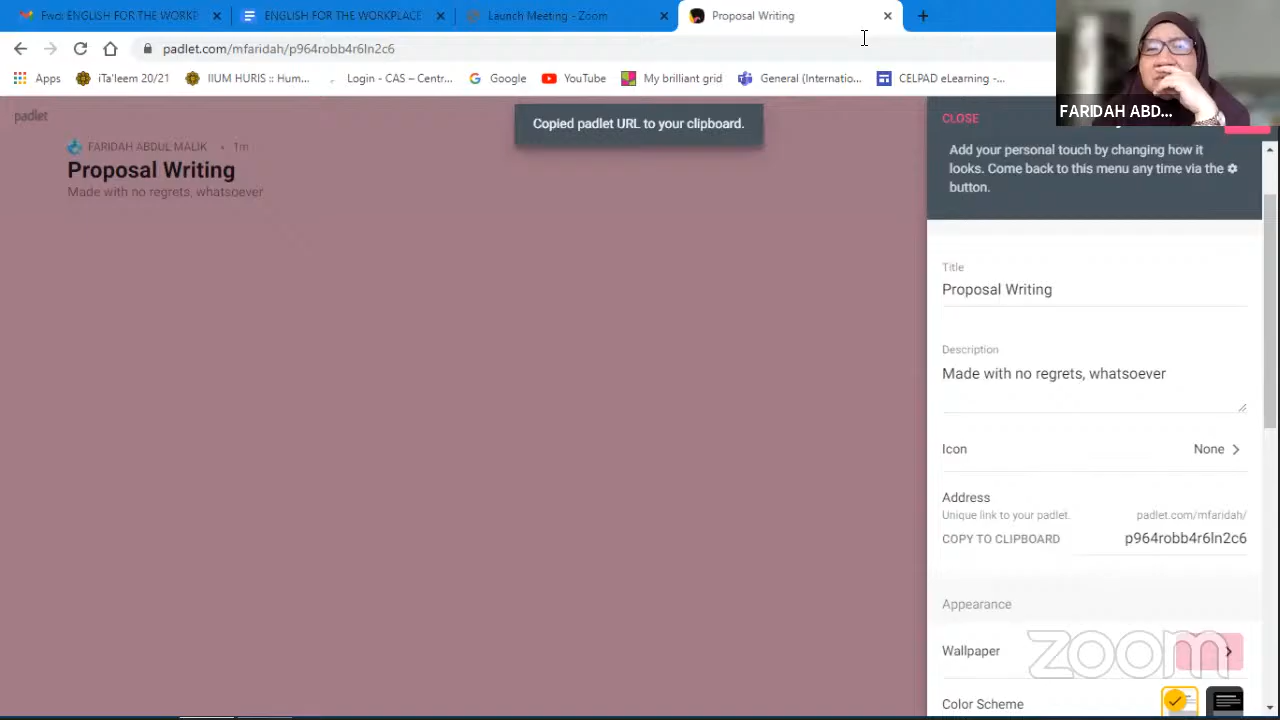 Fwd: ENGLISH FOR THE WORKP
ENGLISH FOR THE WORKPLACE
Launch Meeting - Zoom
Proposal Writing
padlet.com/mfaridah/p964robb4r6ln2c6
Apps
iTa'leem 20/21
IIUM HURIS :: Hum...
Login - CAS – Centr...
Google
YouTube
My brilliant grid
General (Internatio...
CELPAD eLearning -...
FARIDAH ABD...
padlet
Copied padlet URL to your clipboard.
FARIDAH ABDUL MALIK • 1m
Proposal Writing
Made with no regrets, whatsoever
CLOSE
Add your personal touch by changing how it
looks. Come back to this menu any time via the
button.
Title
Proposal Writing
Description
Made with no regrets, whatsoever
Icon
None
Address
Unique link to your padlet.
padlet.com/mfaridah/
COPY TO CLIPBOARD
p964robb4r6ln2c6
Appearance
Wallpaper
zoom
Color Scheme